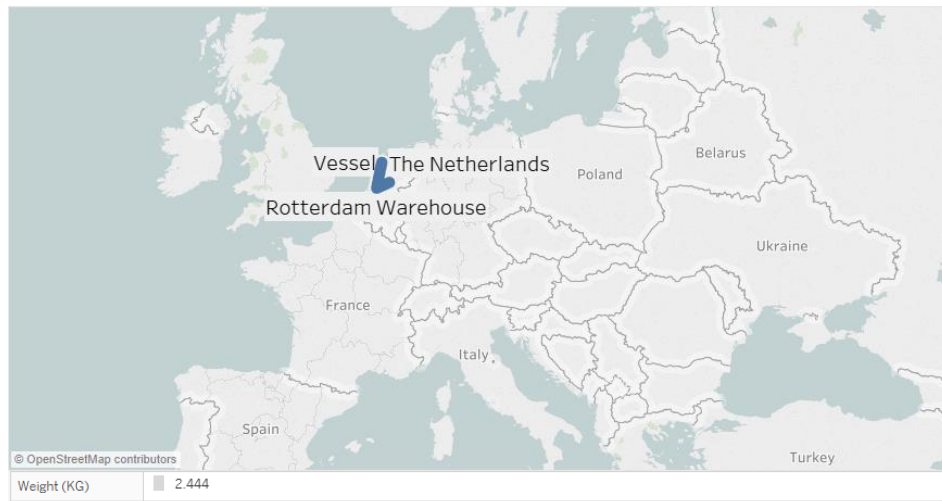 Belarus
Vessel The Netherlands
Poland
Rotterdam Warehouse
Ukraine
France
Italy
Spain
Turkey
© OpenStreetMap contributors
Weight (KG) 2.444